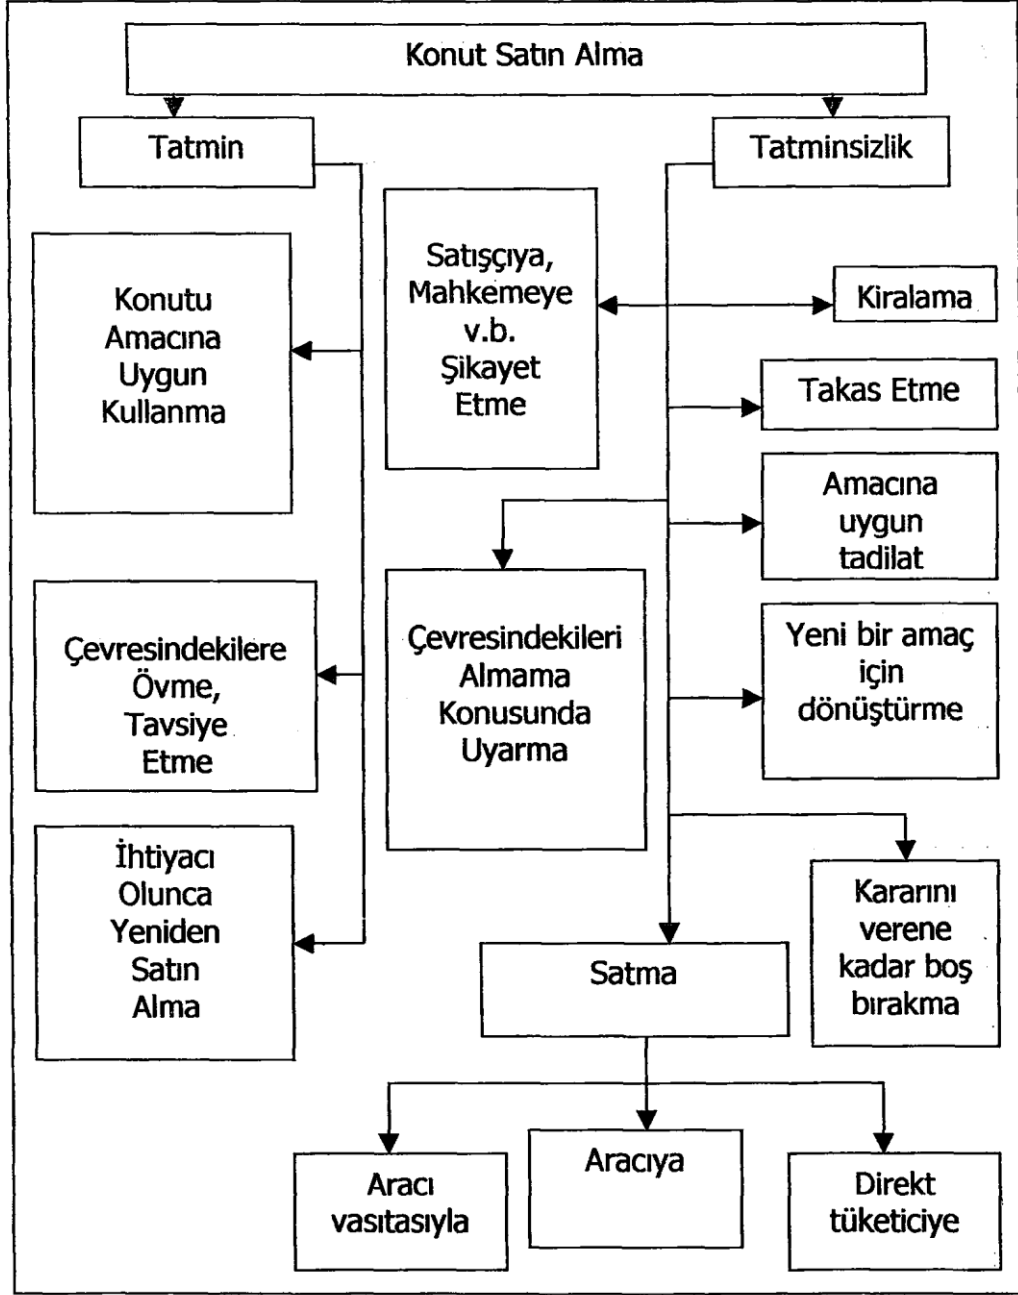 Konut Satın Alma
Tatmin
Tatminsizlik
Konutu
Amacına
Uygun
Kullanma
Satışçıya,
Mahkemeye
v.b.
Şikayet
Etme
Kiralama
Takas Etme
Amacına
uygun
tadilat
Çevresindekilere
Övme,
Tavsiye
Etme
Çevresindekileri
Almama
Konusunda
Uyarma
Yeni bir amaç
için
dönüştürme
İhtiyacı
Olunca
Yeniden
Satın
Alma
Satma
Kararını
verene
kadar boş
bırakma
Aracı
vasıtasıyla
Aracıya
Direkt
tüketiciye